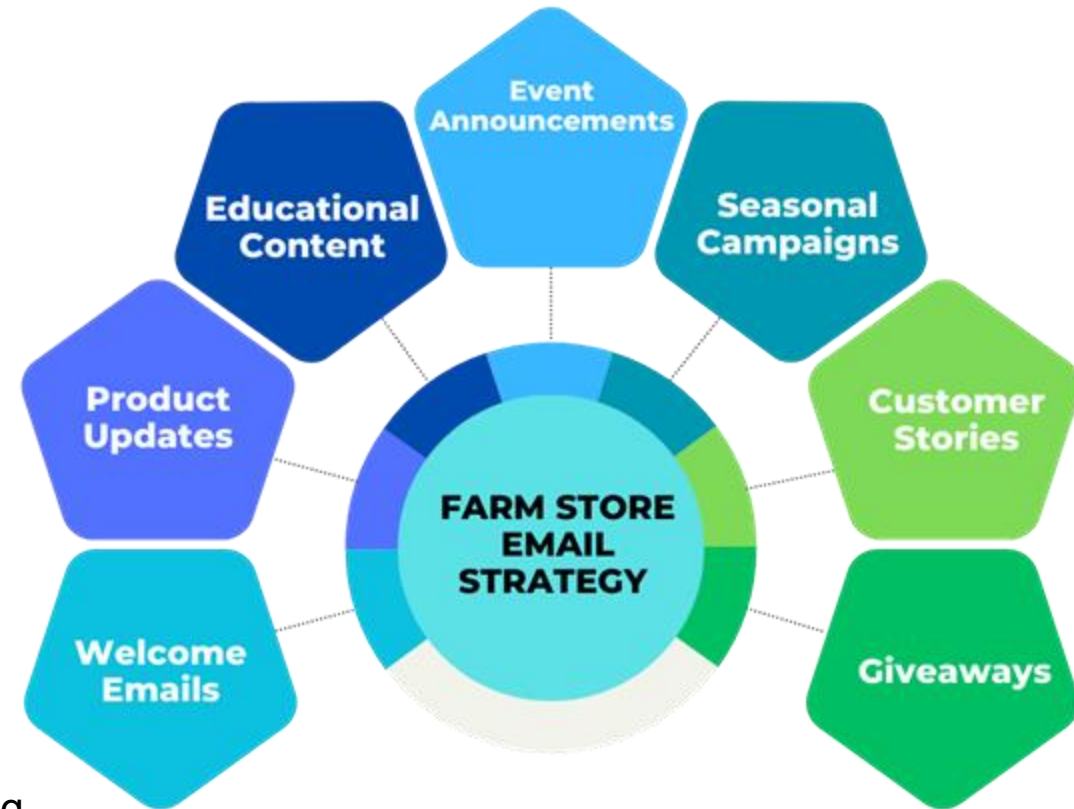 Event
Announcements
Educational
Content
Seasonal
Campaigns
Product
Updates
Customer
Stories
FARM STORE
EMAIL
STRATEGY
Welcome
Emails
Giveaways